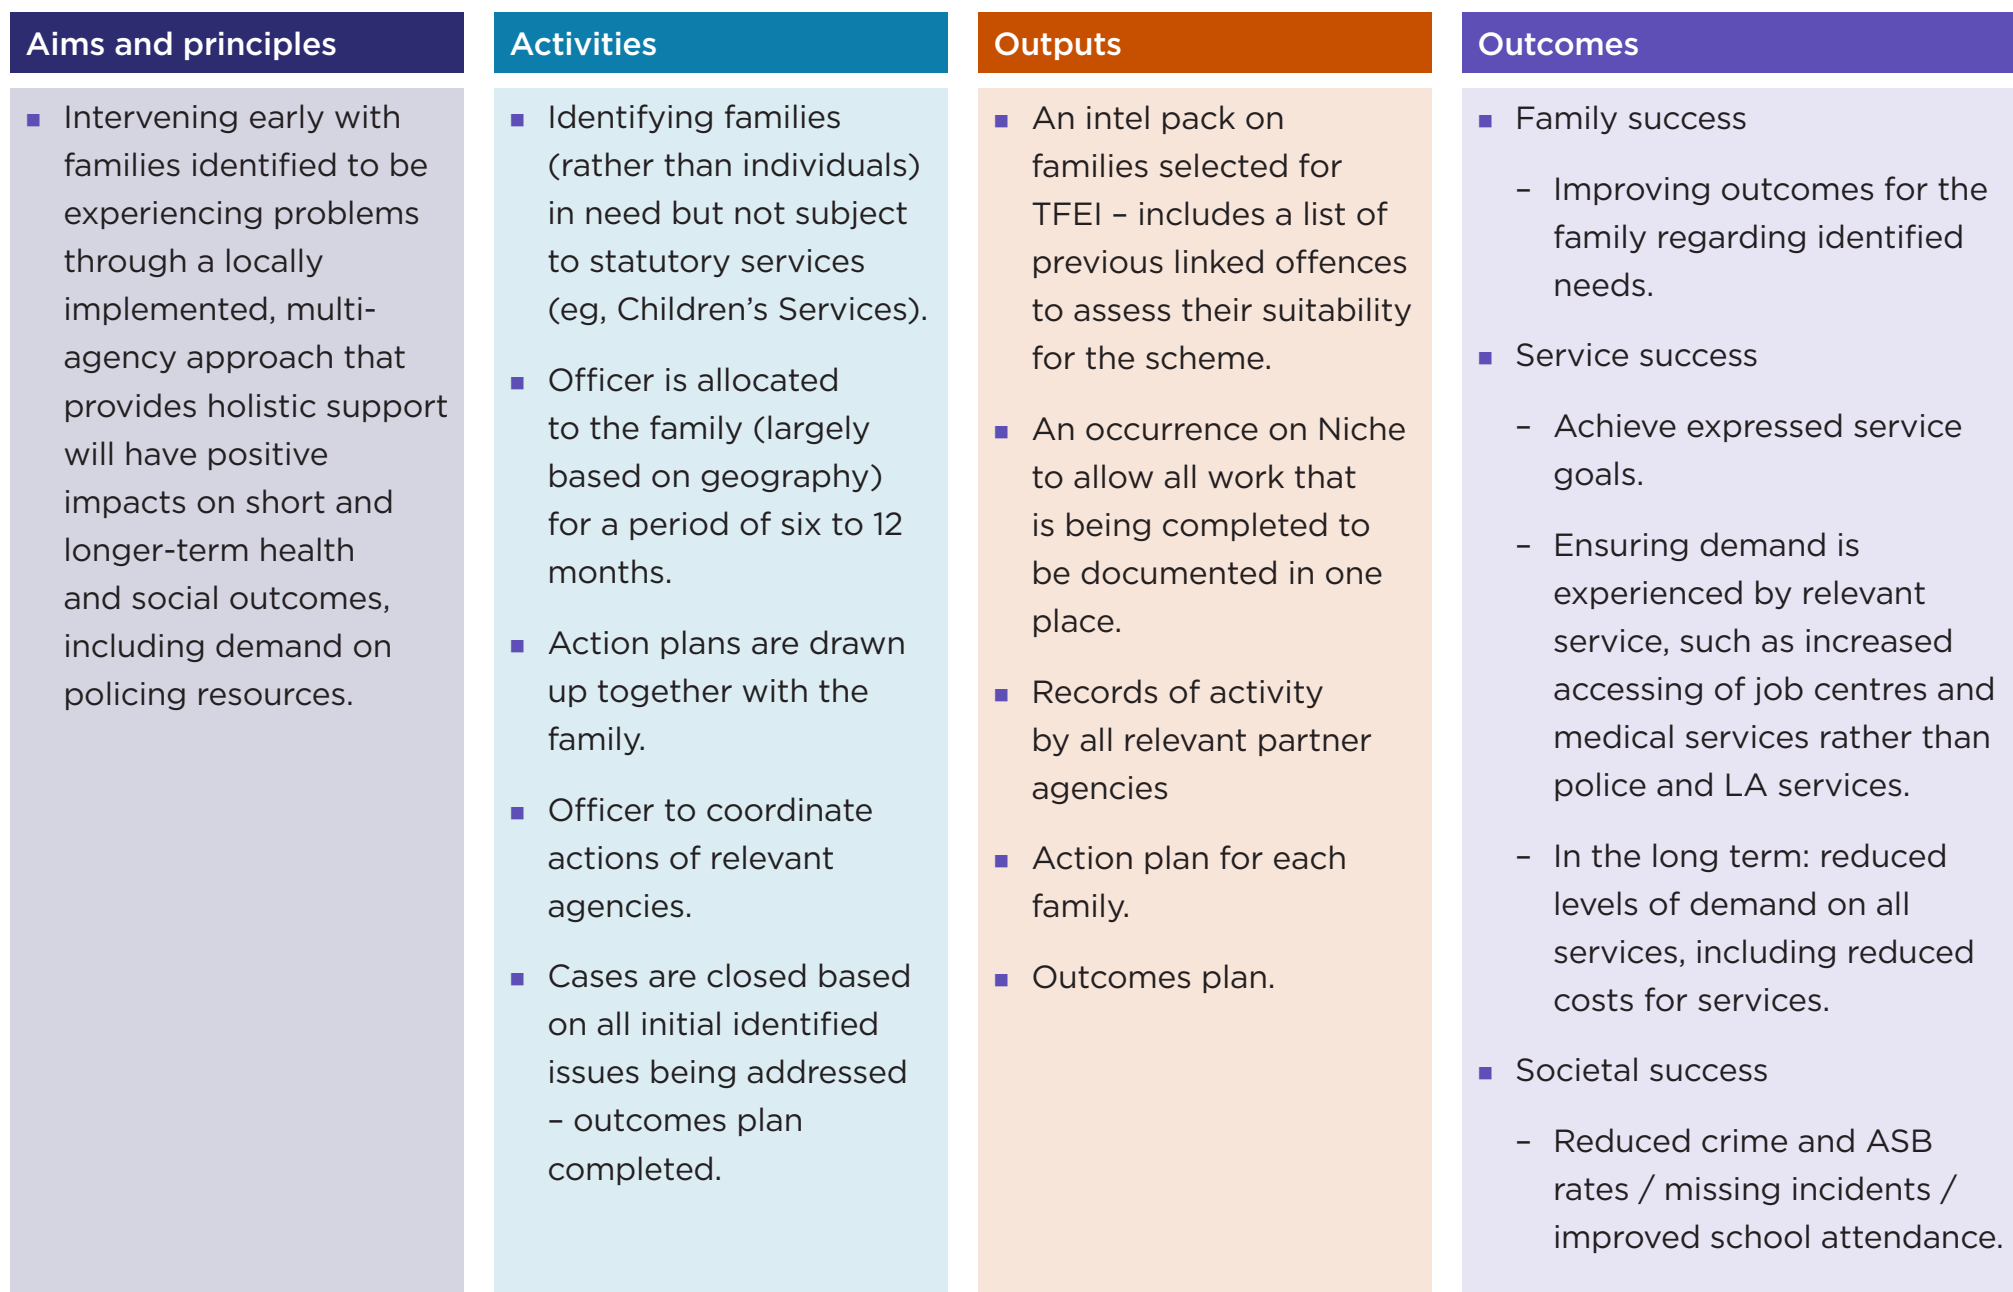 Aims and principles
■ Intervening early with
families identified to be
experiencing problems
through a locally
implemented, multi-
agency approach that
provides holistic support
will have positive
impacts on short and
longer-term health
and social outcomes,
including demand on
policing resources.
Activities
■ Identifying families
(rather than individuals)
in need but not subject
to statutory services
(eg, Children’s Services).
■ Officer is allocated
to the family (largely
based on geography)
for a period of six to 12
months.
■ Action plans are drawn
up together with the
family.
■ Officer to coordinate
actions of relevant
agencies.
■ Cases are closed based
on all initial identified
issues being addressed
– outcomes plan
completed.
Outputs
■ An intel pack on
families selected for
TFEI – includes a list of
previous linked offences
to assess their suitability
for the scheme.
■ An occurrence on Niche
to allow all work that
is being completed to
be documented in one
place.
■ Records of activity
by all relevant partner
agencies
■ Action plan for each
family.
■ Outcomes plan.
Outcomes
■ Family success
– Improving outcomes for the
family regarding identified
needs.
■ Service success
– Achieve expressed service
goals.
– Ensuring demand is
experienced by relevant
service, such as increased
accessing of job centres and
medical services rather than
police and LA services.
– In the long term: reduced
levels of demand on all
services, including reduced
costs for services.
■ Societal success
– Reduced crime and ASB
rates / missing incidents /
improved school attendance.